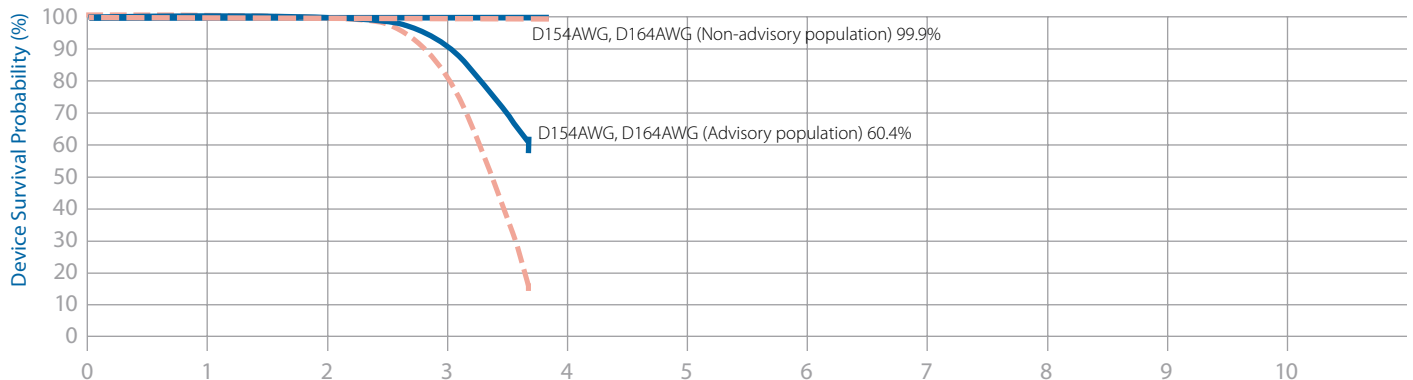 Device Survival Probability (%)
100
90
80
70
60
50
40
30
20
10
0
D154AWG, D164AWG (Non-advisory population) 99.9%
D154AWG, D164AWG (Advisory population) 60.4%
0 1 2 3 4 5 6 7 8 9 10